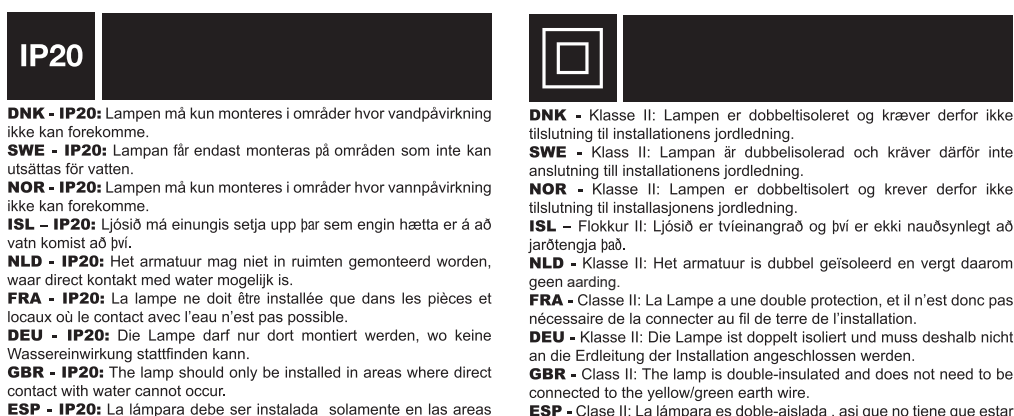 IP20
DNK - IP20: Lampen må kun monteres i områder hvor vandpåvirkning
ikke kan forekomme.
SWE - IP20: Lampan får endast monteras på områden som inte kan
utsättas för vatten.
NOR - IP20: Lampen må kun monteres i områder hvor vannpåvirkning
ikke kan forekomme.
ISL – IP20: Ljósið má einungis setja upp þar sem engin hætta er á að
vatn komist að því.
NLD - IP20: Het armatuur mag niet in ruimten gemonteerd worden,
waar direct kontakt med water mogelijk is.
FRA - IP20: La lampe ne doit être installée que dans les pièces et
locaux où le contact avec l'eau n'est pas possible.
DEU - IP20: Die Lampe darf nur dort montiert werden, wo keine
Wassereinwirkung stattfinden kann.
GBR - IP20: The lamp should only be installed in areas where direct
contact with water cannot occur.
ESP - IP20: La lámpara debe ser instalada solamente en las areas
DNK - Klasse II: Lampen er dobbeltisoleret og kræver derfor ikke
tilslutning til installationens jordledning.
SWE - Klass II: Lampan är dubbelisolerad och kräver därför inte
anslutning till installationens jordledning.
NOR - Klasse II: Lampen er dobbeltisolert og krever derfor ikke
tilslutning til installasjonens jordledning.
ISL – Flokkur II: Ljósið er tvíeinangrað og því er ekki nauðsynlegt að
jarðtengja það.
NLD - Klasse II: Het armatuur is dubbel geïsoleerd en vergt daarom
geen aarding.
FRA - Classe II: La Lampe a une double protection, et il n'est donc pas
nécessaire de la connecter au fil de terre de l'installation.
DEU - Klasse II: Die Lampe ist doppelt isoliert und muss deshalb nicht
an die Erdleitung der Installation angeschlossen werden.
GBR - Class II: The lamp is double-insulated and does not need to be
connected to the yellow/green earth wire.
ESP - Clase II: La lámpara es doble-aislada , asi que no tiene que estar